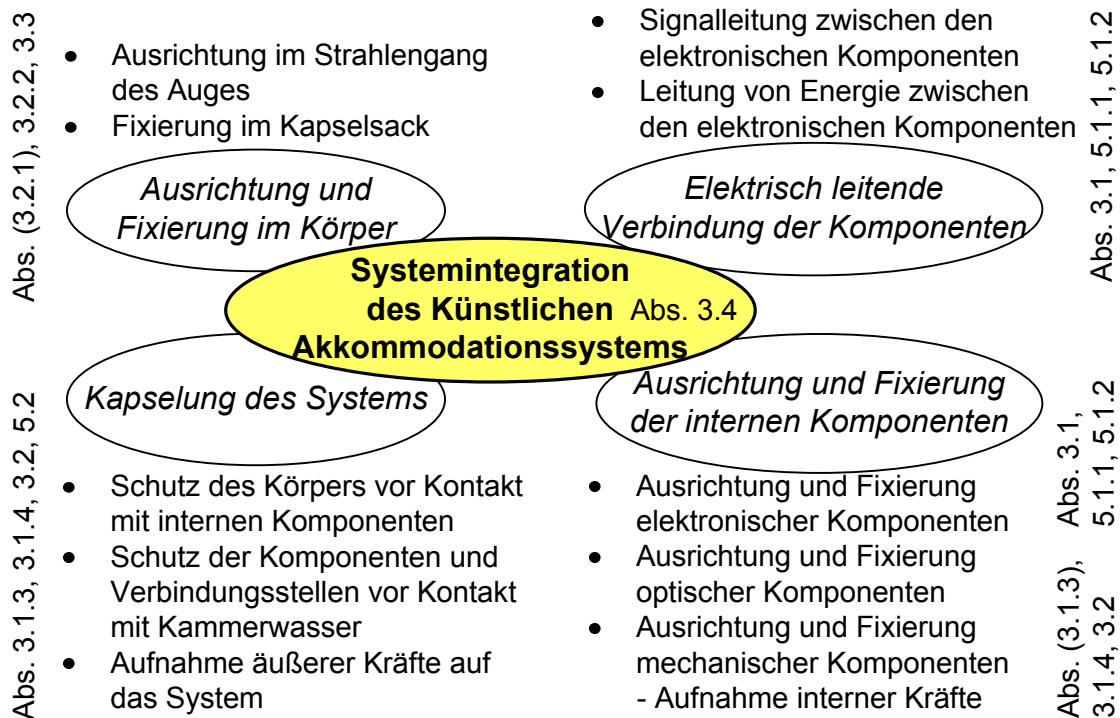 Abs. (3.2.1), 3.2.2, 3.3
• Ausrichtung im Strahlengang
des Auges
• Fixierung im Kapselsack
Ausrichtung und
Fixierung im Körper
• Signalleitung zwischen den
elektronischen Komponenten
• Leitung von Energie zwischen
den elektronischen Komponenten
Abs. 3.1, 5.1.1, 5.1.2
Elektrisch leitende
Verbindung der Komponenten
Systemintegration
des Künstlichen Abs. 3.4
Akkommodationssystems
Kapselung des Systems
Abs. 3.1.3, 3.1.4, 3.2, 5.2
• Schutz des Körpers vor Kontakt
mit internen Komponenten
• Schutz der Komponenten und
Verbindungsstellen vor Kontakt
mit Kammerwasser
• Aufnahme äußerer Kräfte auf
das System
Ausrichtung und Fixierung
der internen Komponenten
• Ausrichtung und Fixierung
elektronischer Komponenten
• Ausrichtung und Fixierung
optischer Komponenten
• Ausrichtung und Fixierung
mechanischer Komponenten
- Aufnahme interner Kräfte
Abs. 3.1,
5.1.1, 5.1.2
Abs. (3.1.3),
3.1.4, 3.2